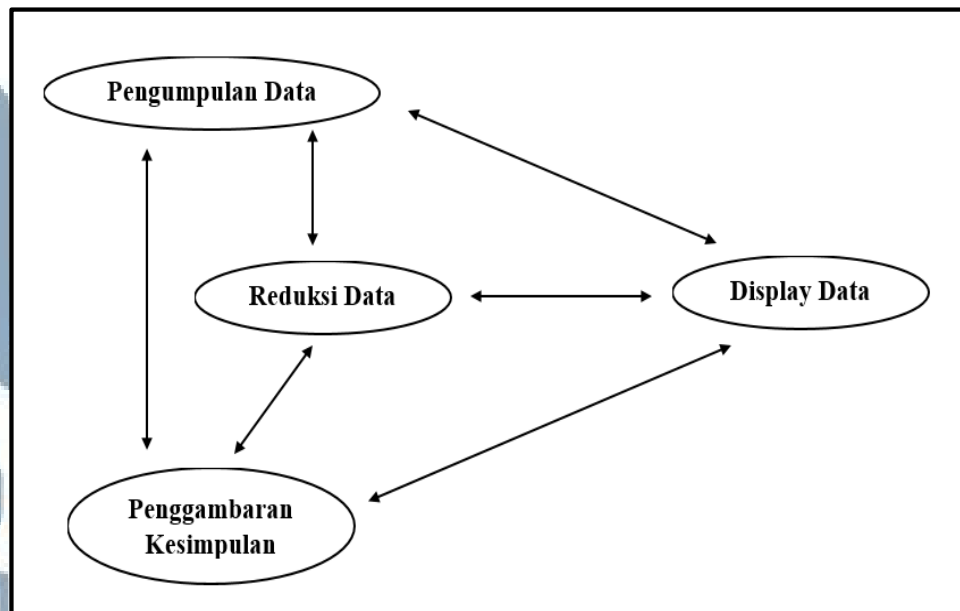 Pengumpulan Data
Reduksi Data
Display Data
Penggambaran
Kesimpulan